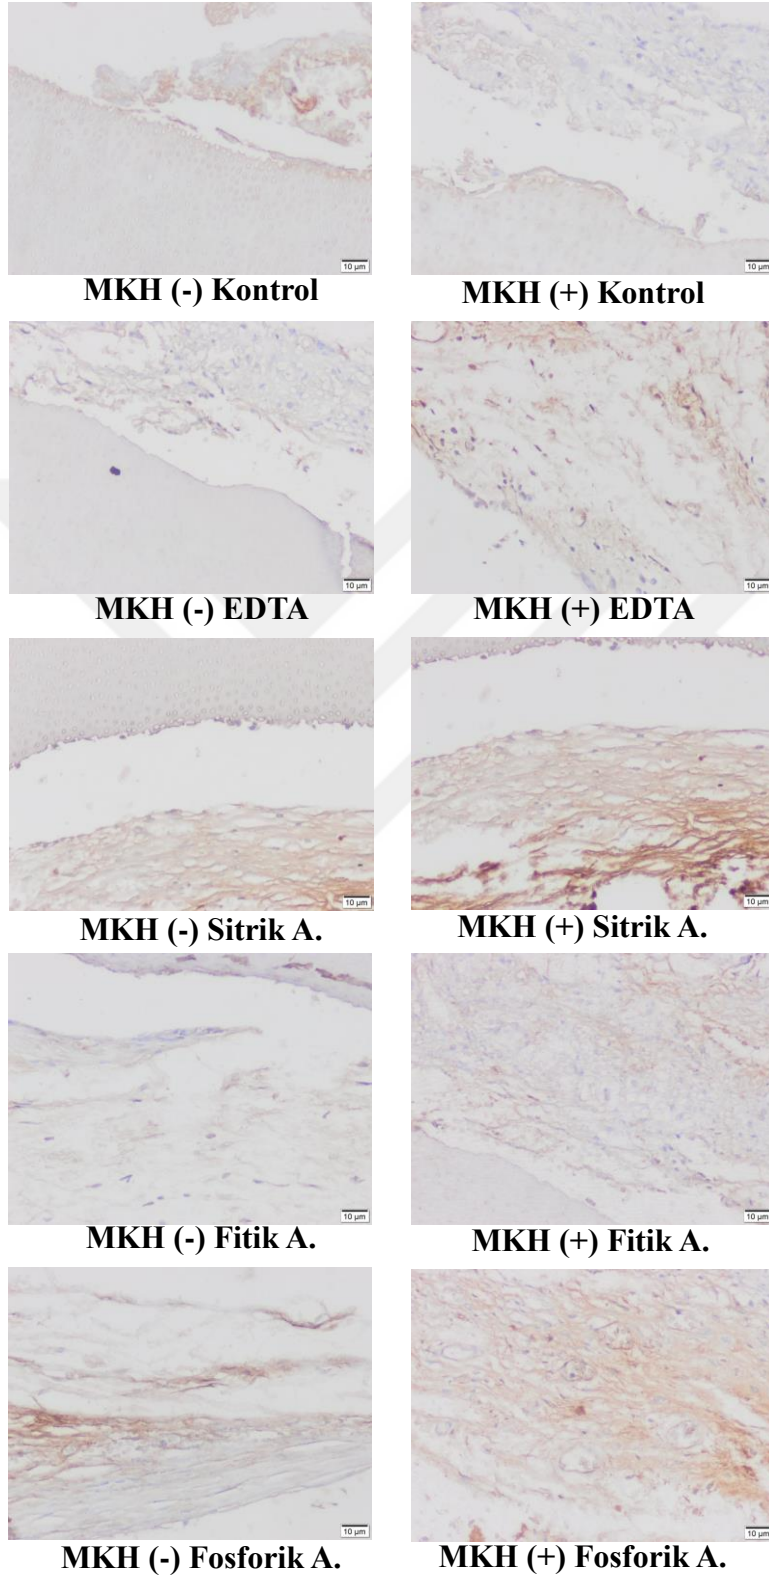 10 µm
10 µm
MKH (-) Kontrol
MKH (+) Kontrol
10 µm
10 µm
MKH (-) EDTA
MKH (+) EDTA
10 µm
10 µm
MKH (-) Sitrik A.
MKH (+) Sitrik A.
10 µm
10 µm
MKH (-) Fitik A.
MKH (+) Fitik A.
10 µm
10 µm
MKH (-) Fosforik A.
MKH (+) Fosforik A.